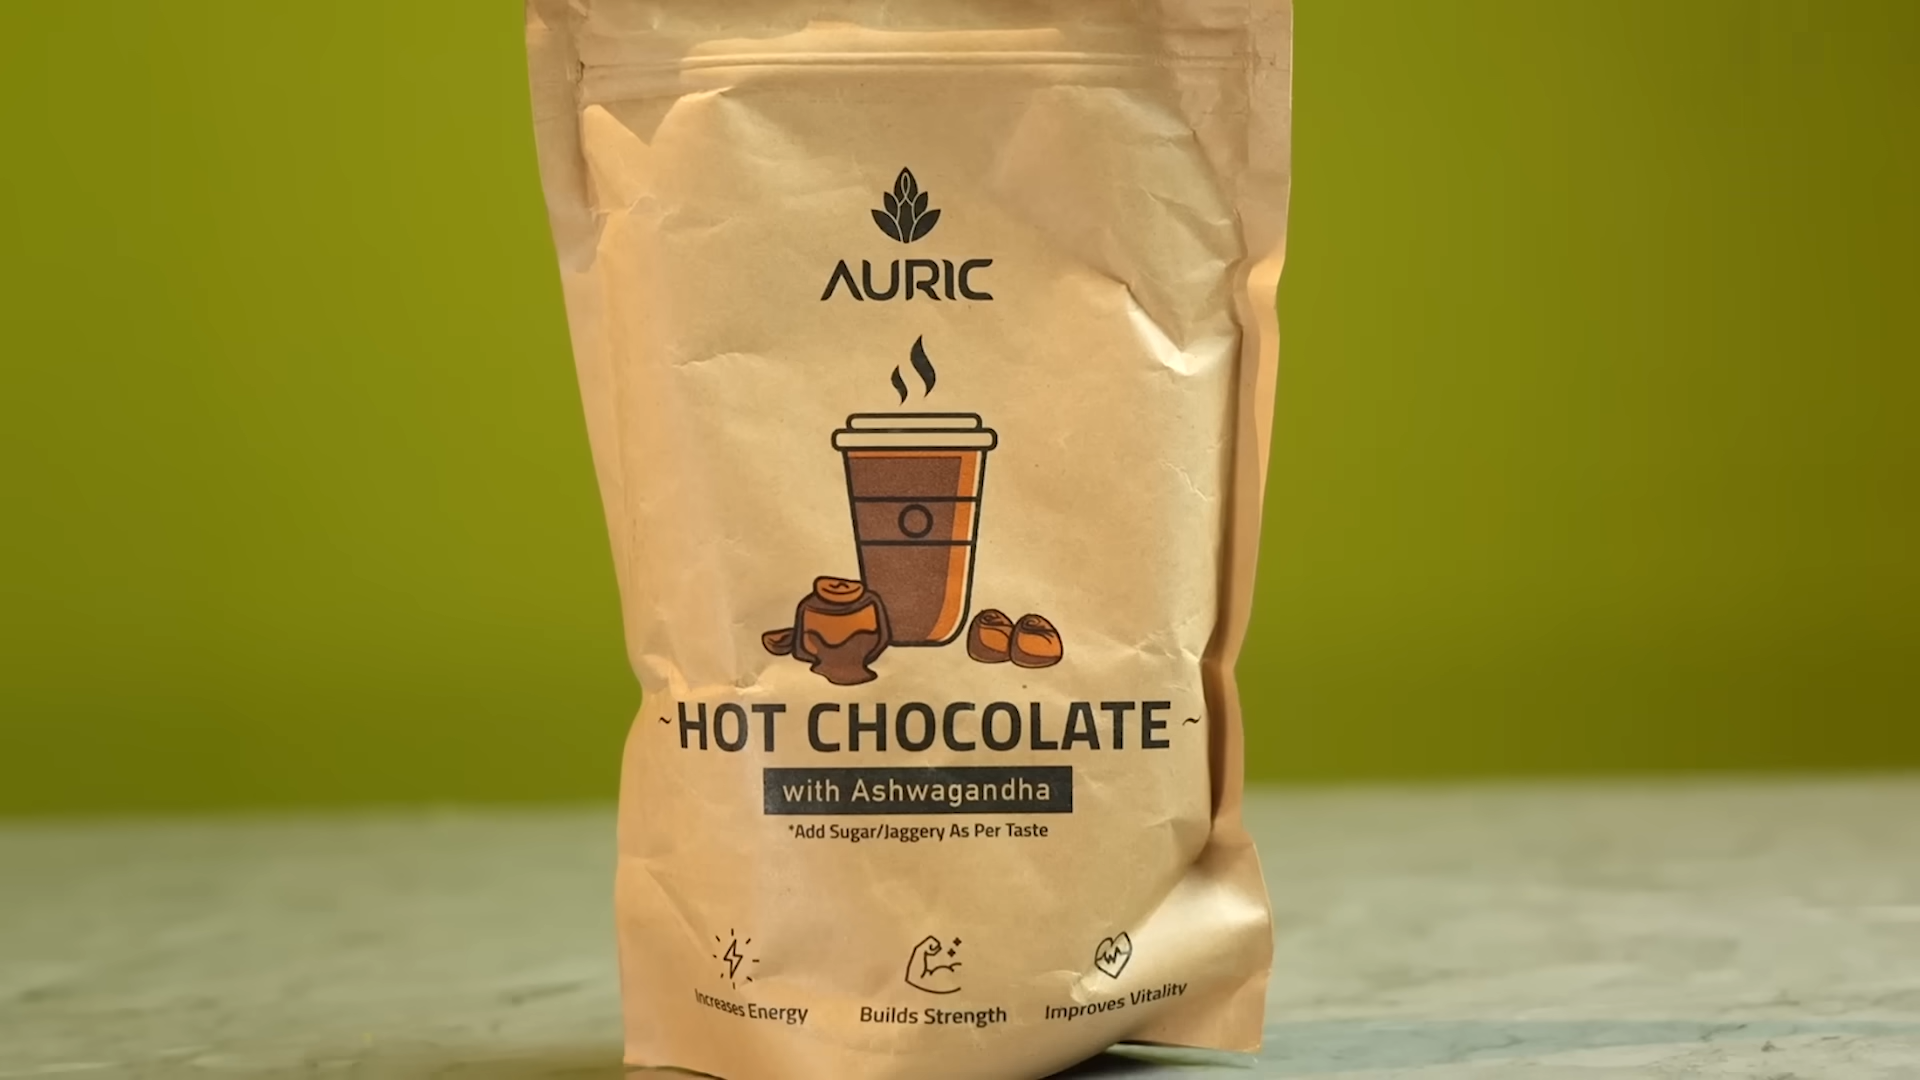 AURIC
~HOT CHOCOLATE~
with Ashwagandha
*Add Sugar/Jaggery As Per Taste
Increases Energy
Builds Strength
Improves Vitality